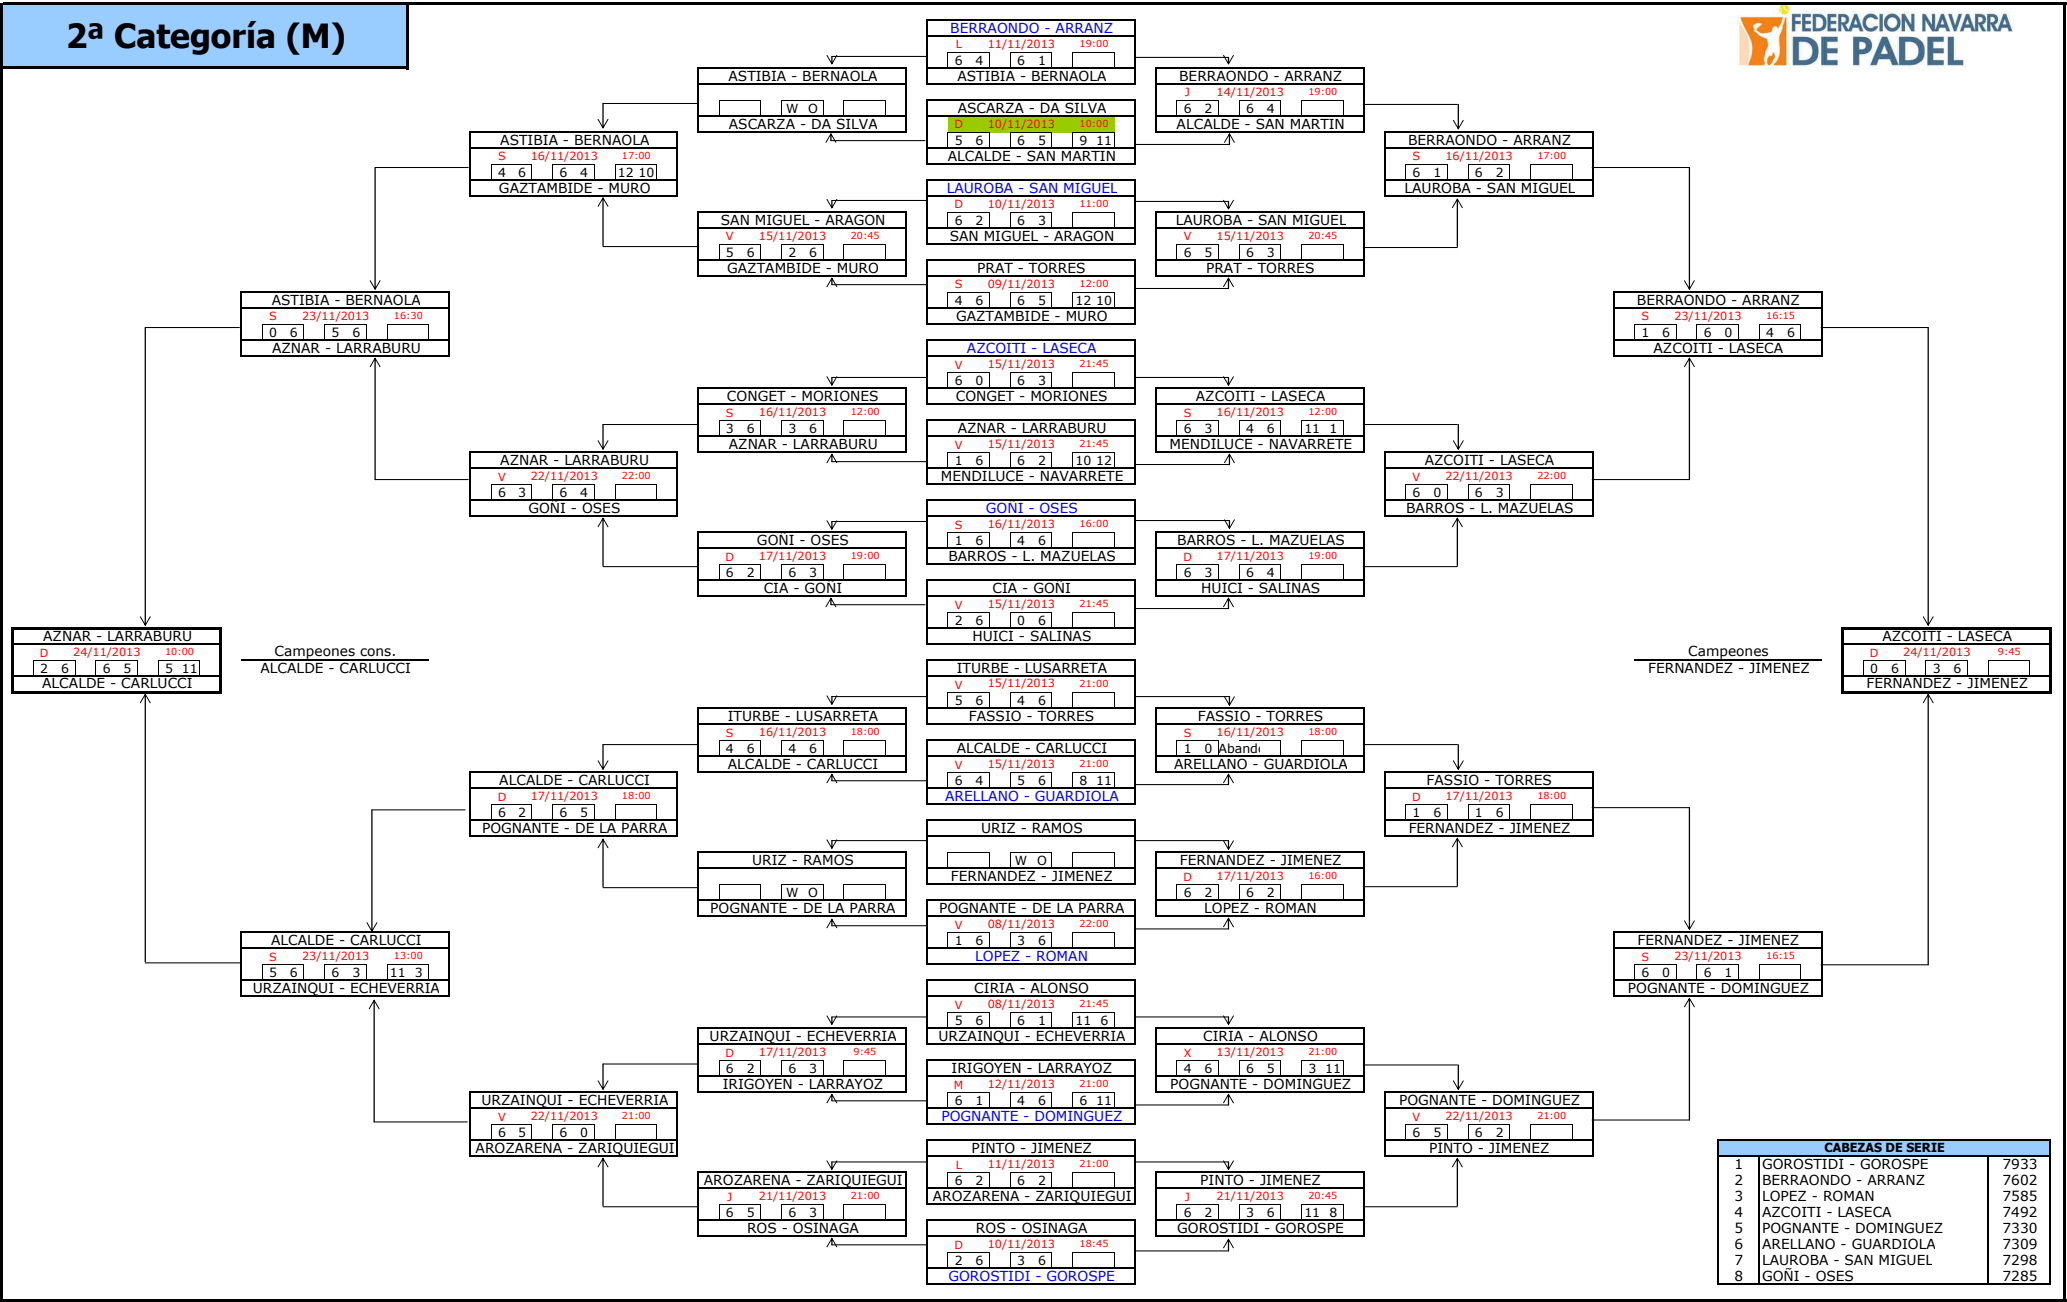 2ª Categoría (M)
FEDERACION NAVARRA
DE PADEL
BERRAONDO - ARRANZ
L 11/11/2013 19:00
6 4 6 1
ASTIBIA - BERNAOLA
ASCARZA - DA SILVA
D 10/11/2013 10:00
5 6 6 5 9 11
ALCALDE - SAN MARTIN
LAUROBA - SAN MIGUEL
D 10/11/2013 11:00
6 2 6 3
SAN MIGUEL - ARAGON
PRAT - TORRES
S 09/11/2013 12:00
4 6 6 5 12 10
GAZTAMBIDE - MURO
AZCOITI - LASECA
V 15/11/2013 21:45
6 0 6 3
CONGET - MORIONES
AZNAR - LARRABURU
V 15/11/2013 21:45
1 6 6 2 10 12
MENDILUCE - NAVARRETE
GOÑI - OSES
S 16/11/2013 16:00
1 6 4 6
BARROS - L. MAZUELAS
CIA - GOÑI
V 15/11/2013 21:45
2 6 0 6
HUICI - SALINAS
ITURBE - LUSARRETA
V 15/11/2013 21:00
5 6 4 6
FASSIO - TORRES
ALCALDE - CARLUCCI
V 15/11/2013 21:00
6 4 5 6 8 11
ARELLANO - GUARDIOLA
URIZ - RAMOS
W O
FERNANDEZ - JIMENEZ
POGNANTE - DE LA PARRA
V 08/11/2013 22:00
1 6 3 6
LOPEZ - ROMAN
CIRIA - ALONSO
V 08/11/2013 21:45
5 6 6 1 11 6
URZAINQUI - ECHEVERRIA
IRIGOYEN - LARRAYOZ
M 12/11/2013 21:00
6 1 4 6 6 11
POGNANTE - DOMINGUEZ
PINTO - JIMENEZ
L 11/11/2013 21:00
6 2 6 2
AROZARENA - ZARIQUIEGUI
ROS - OSINAGA
D 10/11/2013 18:45
2 6 3 6
GOROSTIDI - GOROSPE
ASTIBIA - BERNAOLA
W O
ASCARZA - DA SILVA
SAN MIGUEL - ARAGON
V 15/11/2013 20:45
5 6 2 6
GAZTAMBIDE - MURO
CONGET - MORIONES
S 16/11/2013 12:00
3 6 3 6
AZNAR - LARRABURU
GOÑI - OSES
D 17/11/2013 19:00
6 2 6 3
CIA - GOÑI
ITURBE - LUSARRETA
S 16/11/2013 18:00
4 6 4 6
ALCALDE - CARLUCCI
URIZ - RAMOS
W O
POGNANTE - DE LA PARRA
URZAINQUI - ECHEVERRIA
D 17/11/2013 9:45
6 2 6 3
IRIGOYEN - LARRAYOZ
AROZARENA - ZARIQUIEGUI
J 21/11/2013 21:00
6 5 6 3
ROS - OSINAGA
ASTIBIA - BERNAOLA
S 16/11/2013 17:00
4 6 6 4 12 10
GAZTAMBIDE - MURO
AZNAR - LARRABURU
V 22/11/2013 22:00
6 3 6 4
GOÑI - OSES
ALCALDE - CARLUCCI
D 17/11/2013 18:00
6 2 6 5
POGNANTE - DE LA PARRA
URZAINQUI - ECHEVERRIA
V 22/11/2013 21:00
6 5 6 0
AROZARENA - ZARIQUIEGUI
ASTIBIA - BERNAOLA
S 23/11/2013 16:30
0 6 5 6
AZNAR - LARRABURU
ALCALDE - CARLUCCI
S 23/11/2013 13:00
5 6 6 3 11 3
URZAINQUI - ECHEVERRIA
AZNAR - LARRABURU
D 24/11/2013 10:00
2 6 6 5 5 11
ALCALDE - CARLUCCI
Campeones cons.
ALCALDE - CARLUCCI
BERRAONDO - ARRANZ
J 14/11/2013 19:00
6 2 6 4
ALCALDE - SAN MARTIN
LAUROBA - SAN MIGUEL
V 15/11/2013 20:45
6 5 6 3
PRAT - TORRES
AZCOITI - LASECA
S 16/11/2013 12:00
6 3 4 6 11 1
MENDILUCE - NAVARRETE
BARROS - L. MAZUELAS
D 17/11/2013 19:00
6 3 6 4
HUICI - SALINAS
FASSIO - TORRES
S 16/11/2013 18:00
1 0
ARELLANO - GUARDIOLA
FERNANDEZ - JIMENEZ
D 17/11/2013 16:00
6 2 6 2
LOPEZ - ROMAN
CIRIA - ALONSO
X 13/11/2013 21:00
4 6 6 5 3 11
POGNANTE - DOMINGUEZ
PINTO - JIMENEZ
J 21/11/2013 20:45
6 2 3 6 11 8
GOROSTIDI - GOROSPE
BERRAONDO - ARRANZ
S 16/11/2013 17:00
6 1 6 2
LAUROBA - SAN MIGUEL
AZCOITI - LASECA
V 22/11/2013 22:00
6 0 6 3
BARROS - L. MAZUELAS
FASSIO - TORRES
D 17/11/2013 18:00
1 6 1 6
FERNANDEZ - JIMENEZ
POGNANTE - DOMINGUEZ
V 22/11/2013 21:00
6 5 6 2
PINTO - JIMENEZ
BERRAONDO - ARRANZ
S 23/11/2013 16:15
1 6 6 0 4 6
AZCOITI - LASECA
FERNANDEZ - JIMENEZ
S 23/11/2013 16:15
6 0 6 1
POGNANTE - DOMINGUEZ
Campeones
FERNANDEZ - JIMENEZ
AZCOITI - LASECA
D 24/11/2013 9:45
0 6 3 6
FERNANDEZ - JIMENEZ
CABEZAS DE SERIE
1 GOROSTIDI - GOROSPE 7933
2 BERRAONDO - ARRANZ 7602
3 LOPEZ - ROMAN 7585
4 AZCOITI - LASECA 7492
5 POGNANTE - DOMINGUEZ 7330
6 ARELLANO - GUARDIOLA 7309
7 LAUROBA - SAN MIGUEL 7298
8 GOÑI - OSES 7285